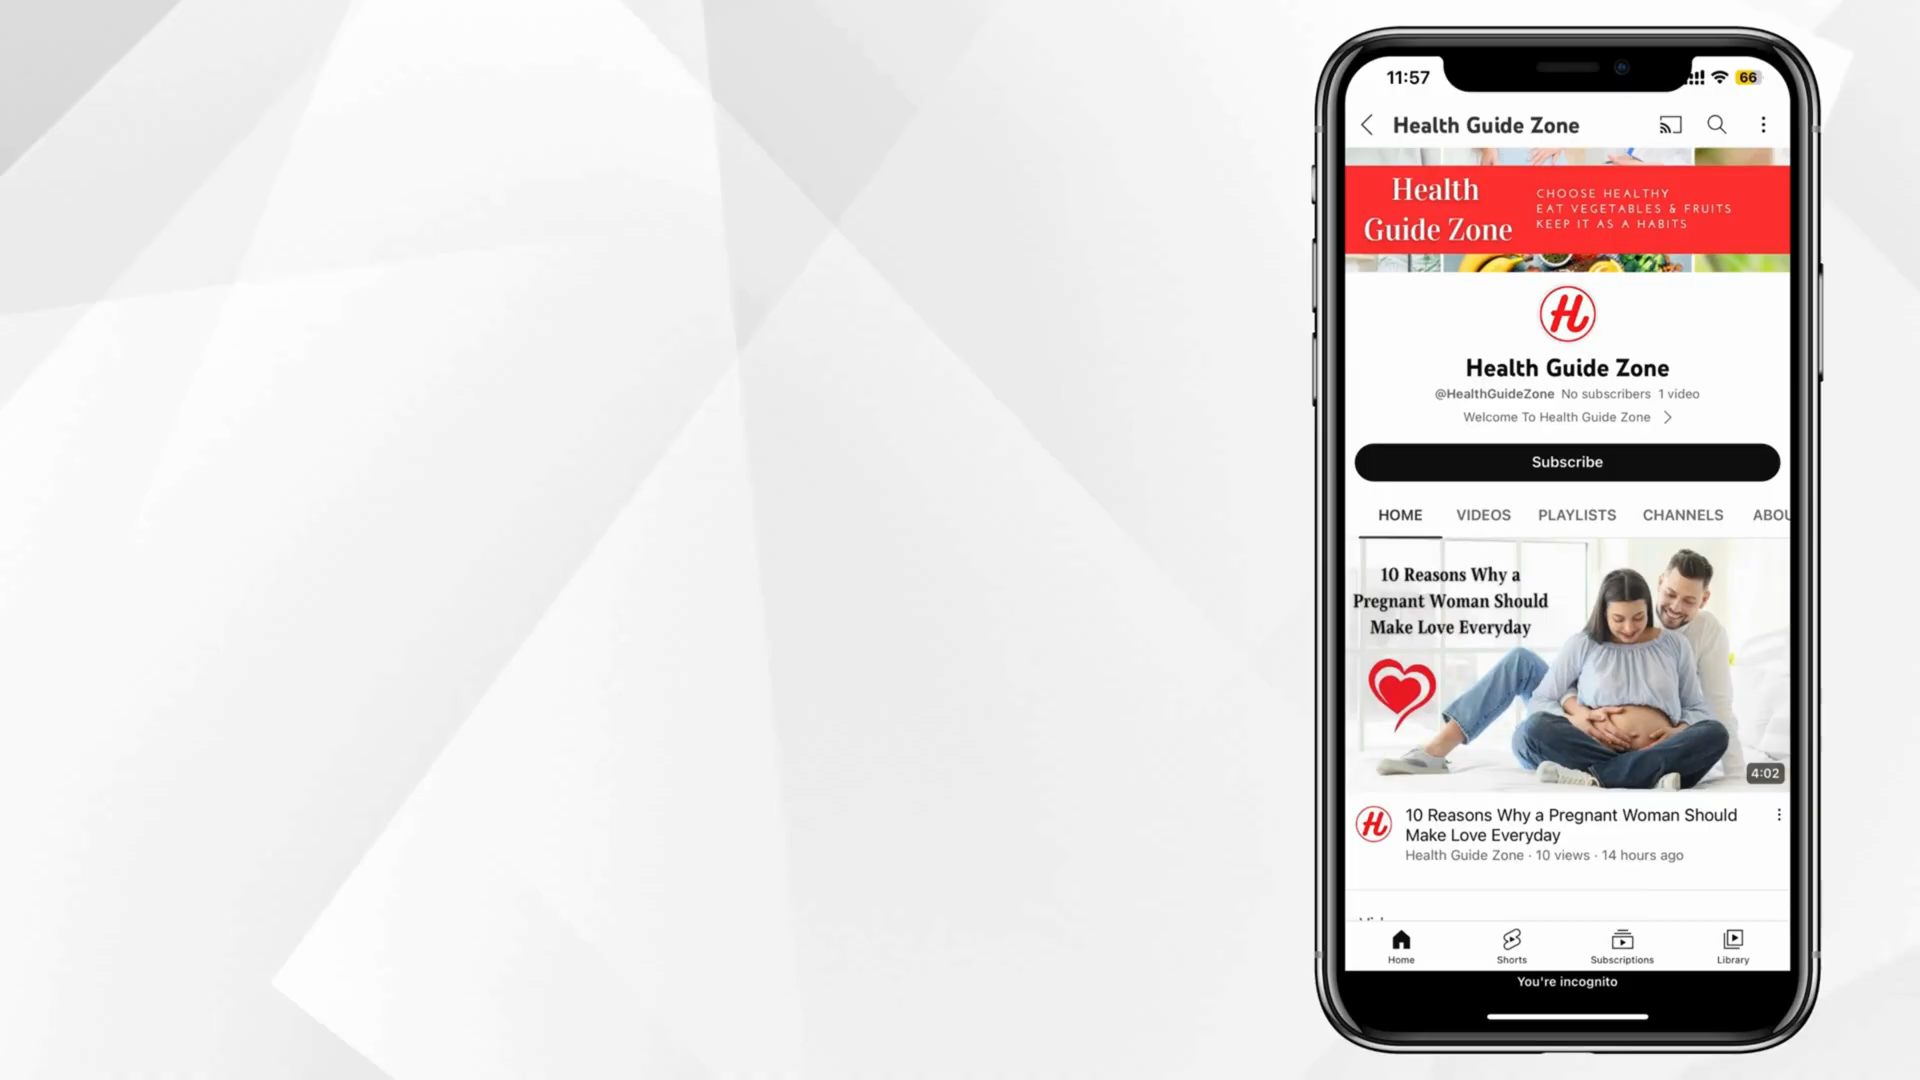 11:57
66
Health Guide Zone
Health
Guide Zone
CHOOSE HEALTHY
EAT VEGETABLES & FRUITS
KEEP IT AS A HABITS
H
Health Guide Zone
@HealthGuideZone No subscribers 1 video
Welcome To Health Guide Zone
Subscribe
HOME VIDEOS PLAYLISTS CHANNELS ABOU
10 Reasons Why a
Pregnant Woman Should
Make Love Everyday
4:02
H
10 Reasons Why a Pregnant Woman Should
Make Love Everyday
Health Guide Zone · 10 views · 14 hours ago
Home Shorts Subscriptions Library
You're incognito